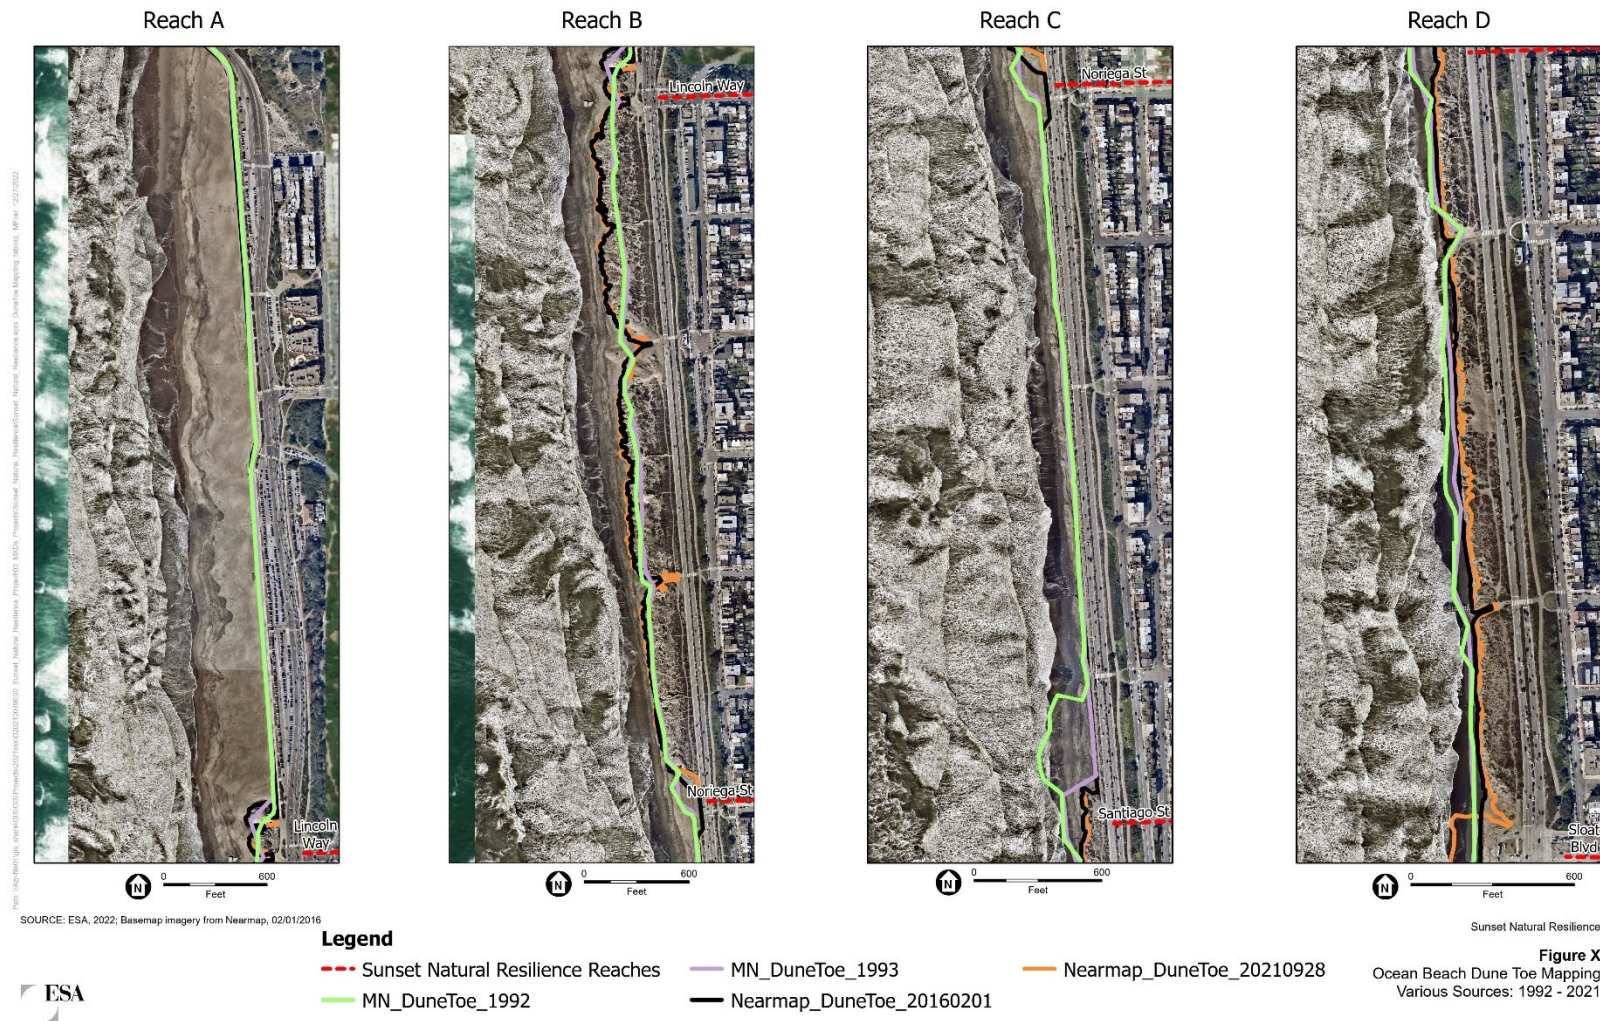 Reach A
Reach B
Reach C
Reach D
Lincoln Way
Noriega St
Lincoln
Way
Noriega St
Santiago St
Sloat
Blvd
N
0 600
Feet
N
0 600
Feet
N
0 600
Feet
N
0 600
Feet
SOURCE: ESA, 2022; Basemap imagery from Nearmap, 02/01/2016
Sunset Natural Resilience
Legend
Sunset Natural Resilience Reaches
MN_DuneToe_1992
MN_DuneToe_1993
Nearmap_DuneToe_20160201
Nearmap_DuneToe_20210928
Figure X
Ocean Beach Dune Toe Mapping
Various Sources: 1992 - 2021
ESA